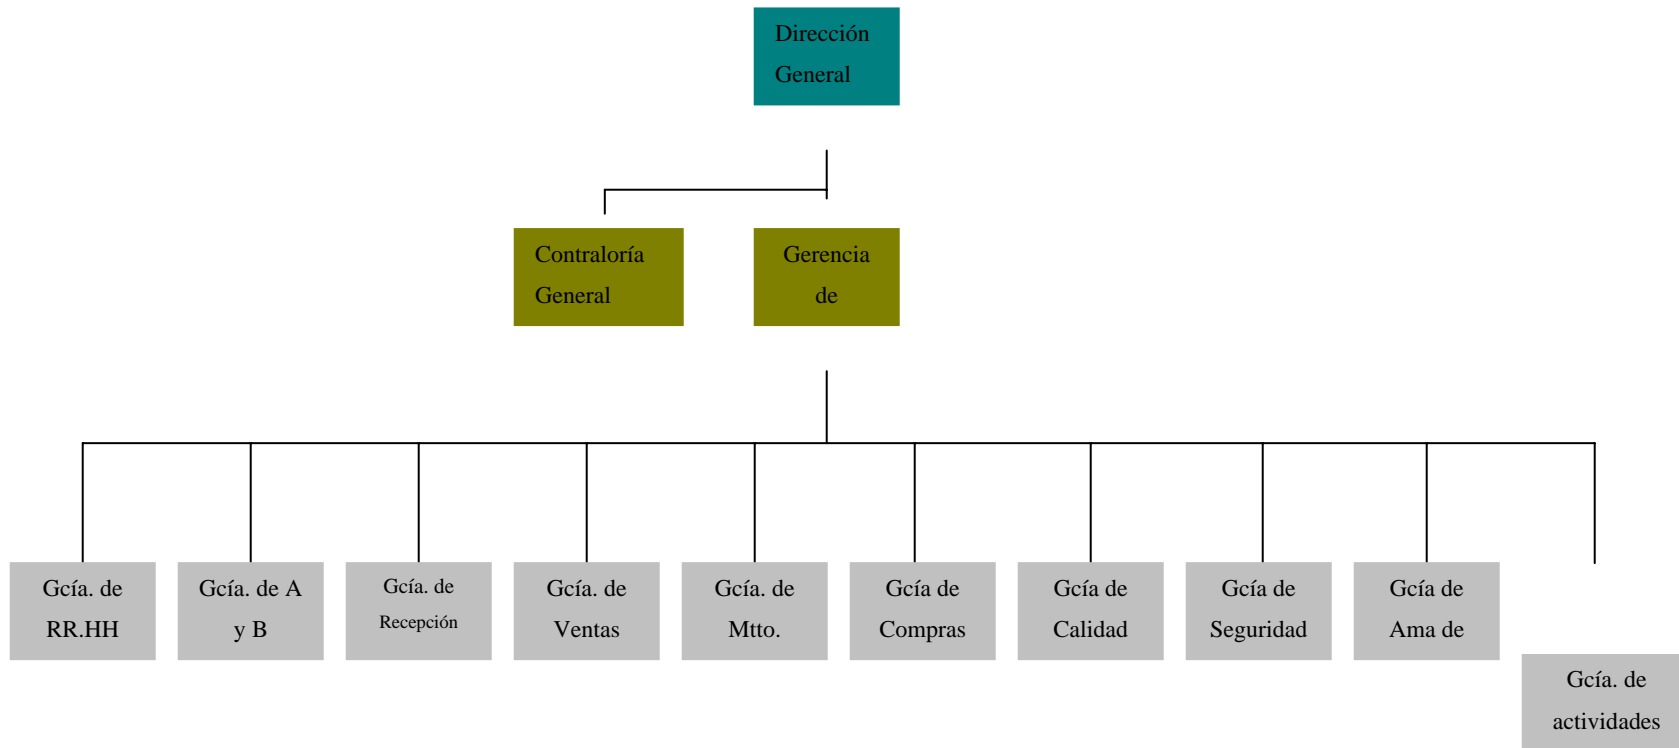 Dirección
General
Contraloría
General
Gerencia
de
Gcía. de
RR.HH
Gcía. de A
y B
Gcía. de
Recepción
Gcía. de
Ventas
Gcía. de
Mtto.
Gcía de
Compras
Gcía de
Calidad
Gcía de
Seguridad
Gcía de
Ama de
Gcía. de
actividades